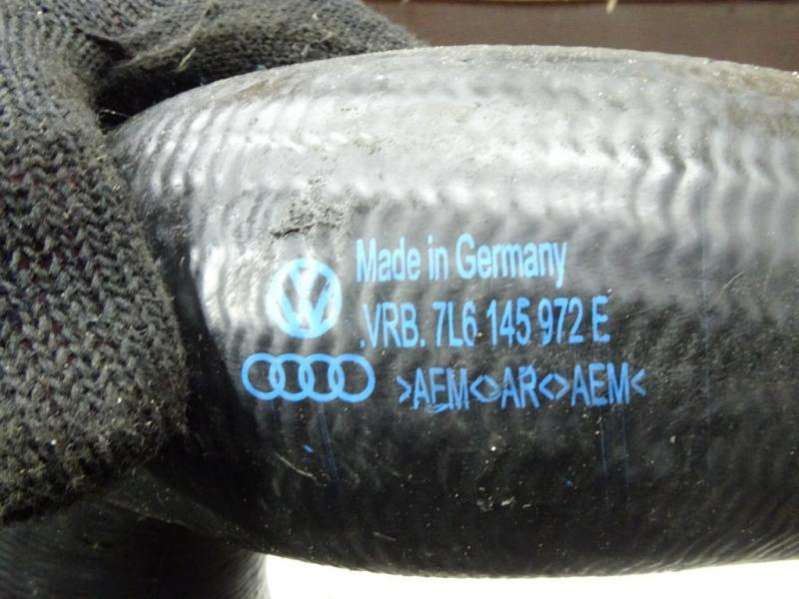 Made in Germany
.VRB. 7L6 145 972 E
>AEM<>AR<>AEM<